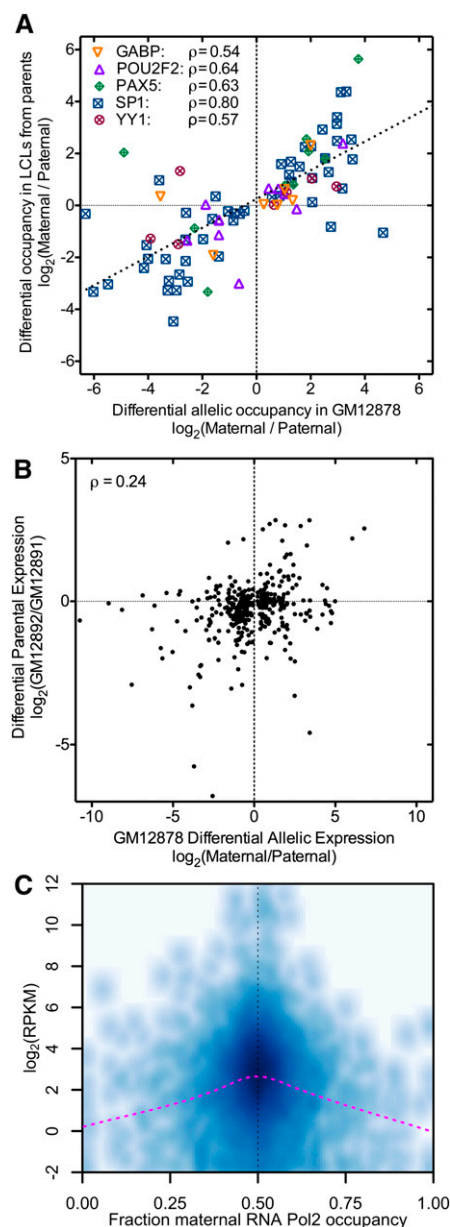 A
GABP: ρ=0.54
POU2F2: ρ=0.64
PAX5: ρ=0.63
SP1: ρ=0.80
YY1: ρ=0.57
Differential occupancy in LCLs from parents
log2(Maternal / Paternal)
6
4
2
0
-2
-4
-6
-6 -4 -2 0 2 4 6
Differential allelic occupancy in GM12878
log2(Maternal / Paternal)
B
ρ = 0.24
Differential Parental Expression
log2(GM12892/GM12891)
5
0
-5
-10 -5 0 5 10
GM12878 Differential Allelic Expression
log2(Maternal/Paternal)
C
log2(RPKM)
12
10
8
6
4
2
0
-2
0.00 0.25 0.50 0.75 1.00
Fraction maternal RNA Pol2 occupancy